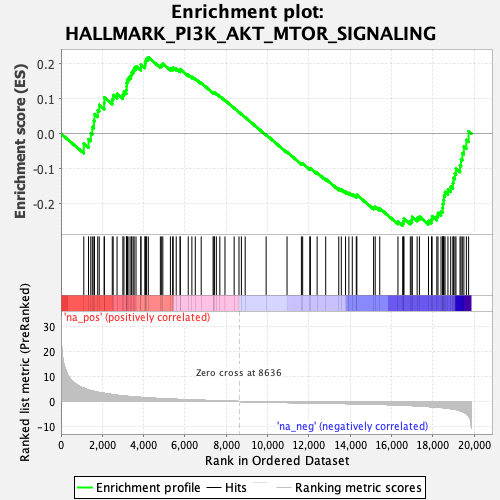 Enrichment plot:
HALLMARK_PI3K_AKT_MTOR_SIGNALING
Enrichment score (ES)
0.2
0.1
0.0
-0.1
-0.2
'na_pos' (positively correlated)
Ranked list metric (PreRanked)
30
20
10
0
-10
Zero cross at 8636
'na_neg' (negatively correlated)
0
2,000
4,000
6,000
8,000
10,000
12,000
14,000
16,000
18,000
20,000
Rank in Ordered Dataset
Enrichment profile
Hits
Ranking metric scores